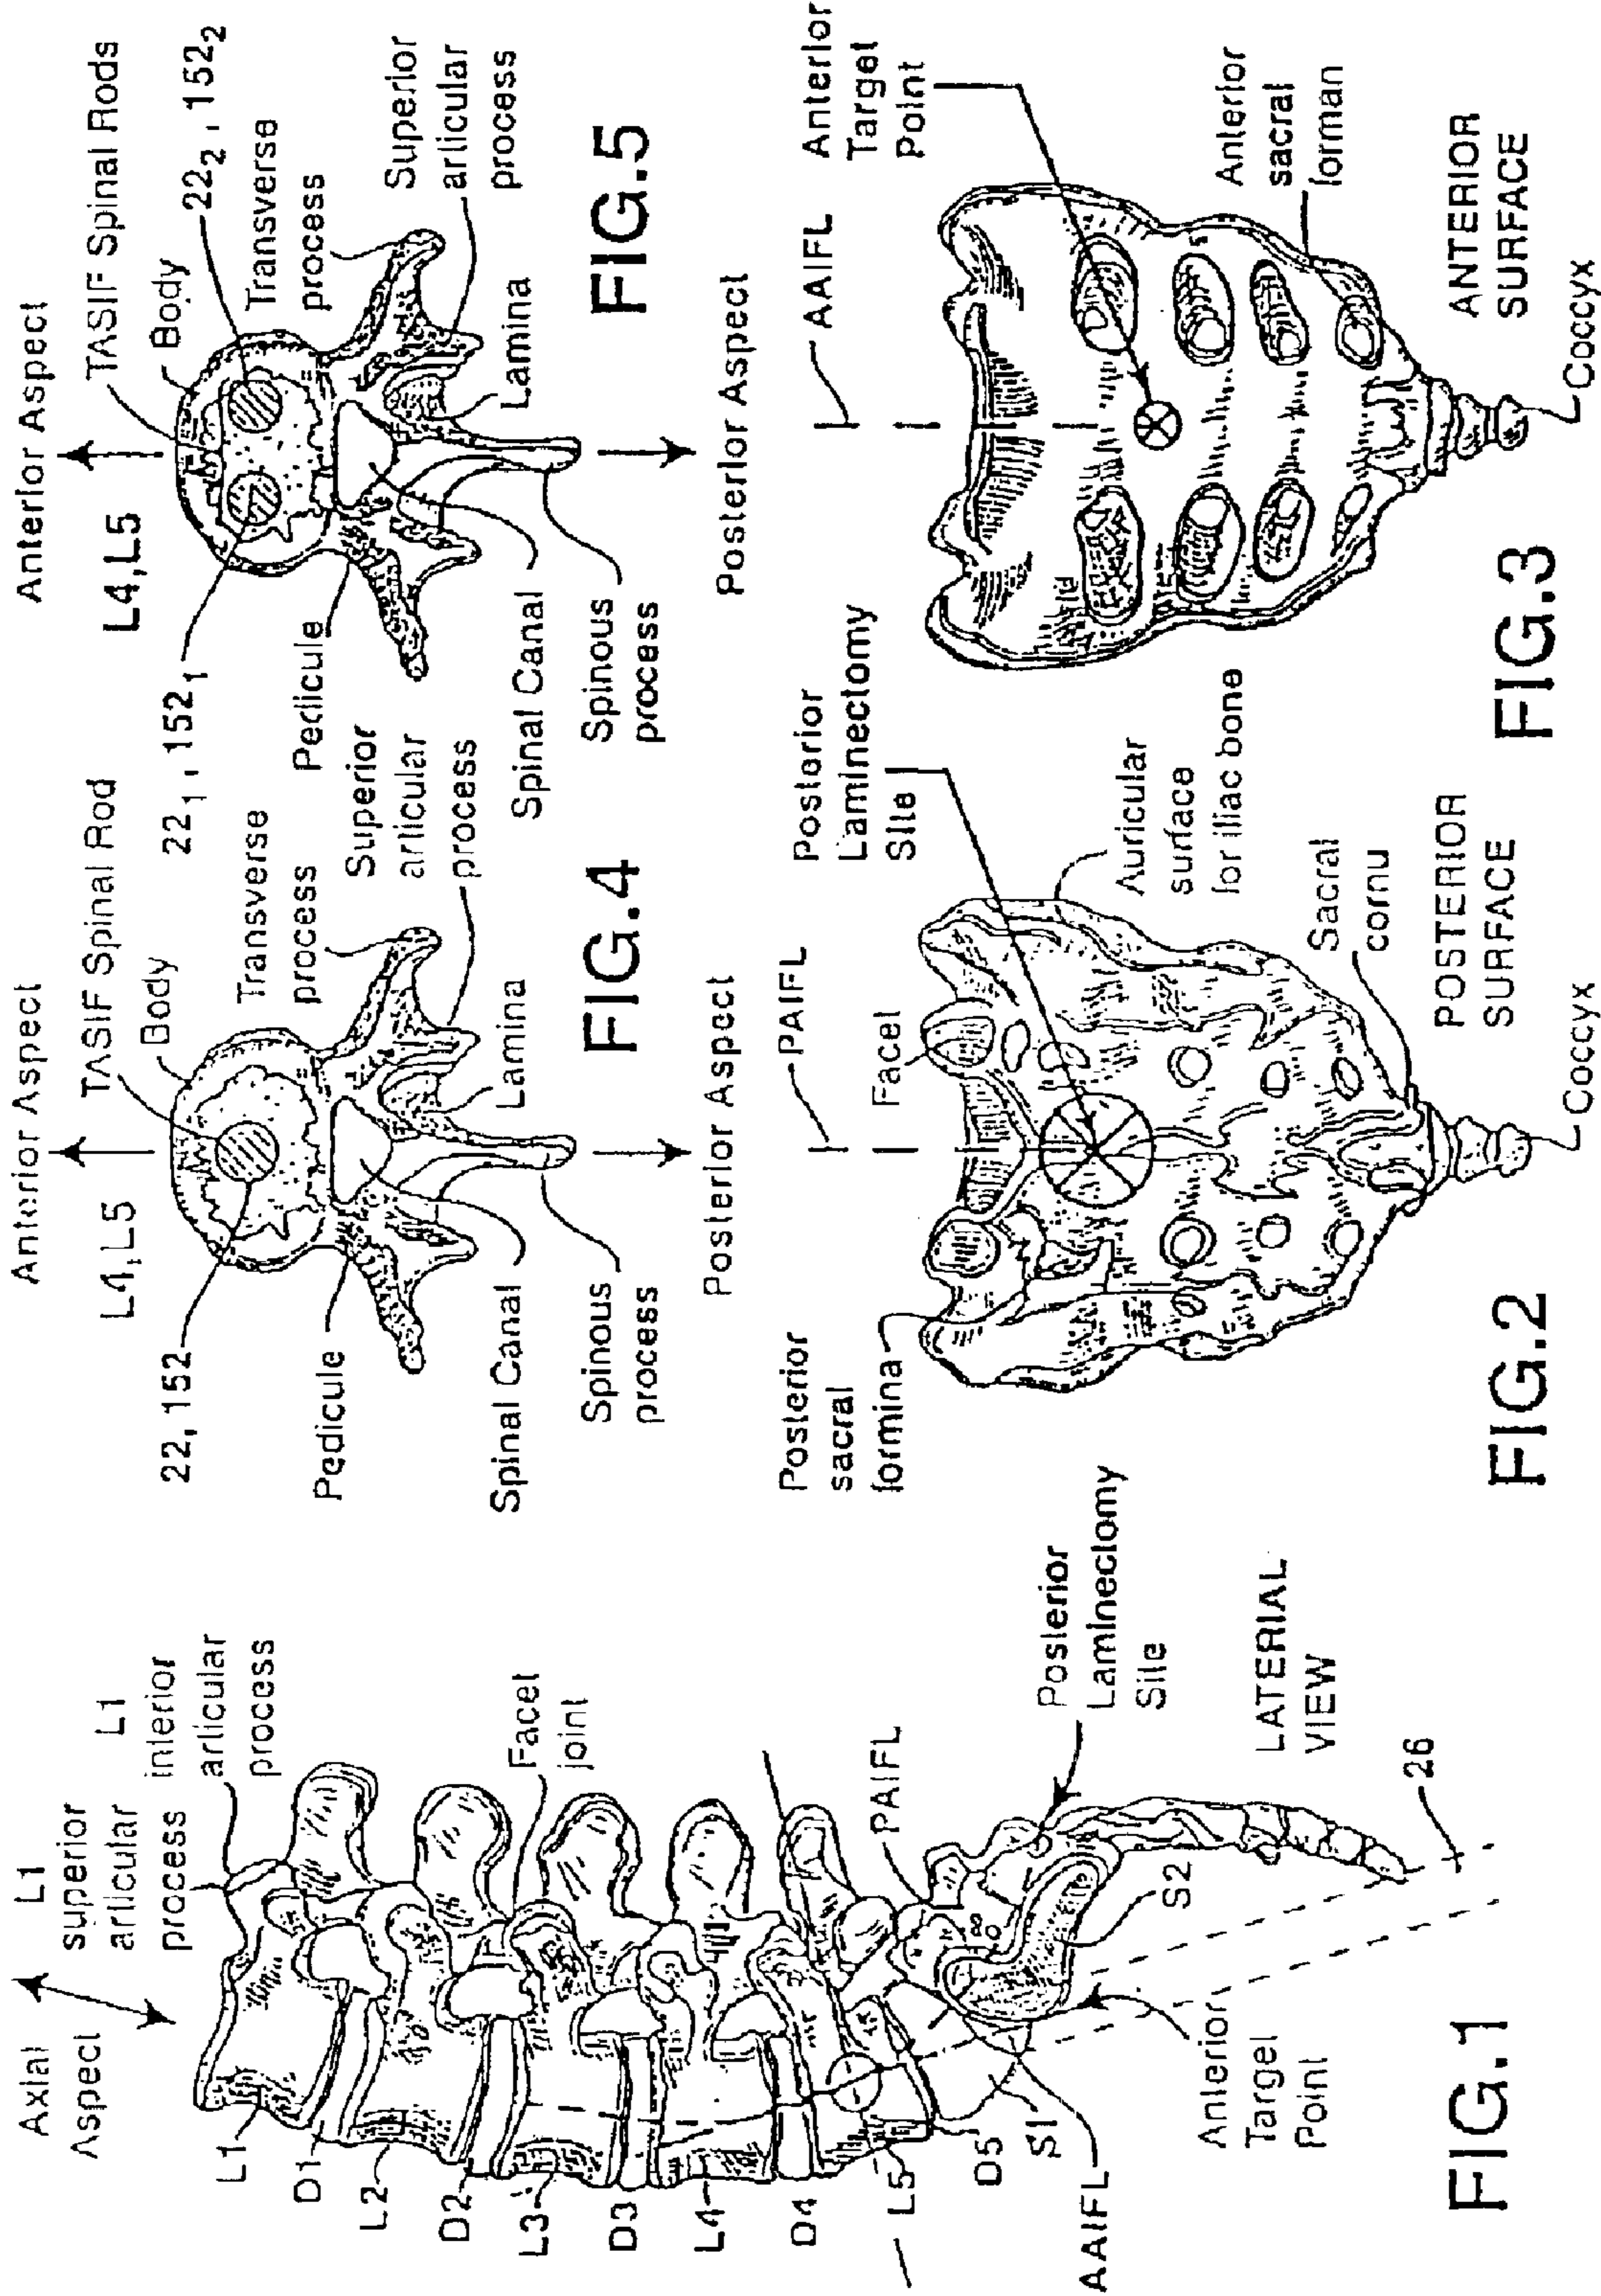 Axial
Aspect
L1
superior
articular
process
L1
interior
articular
process
L1
D1
L2
D2
L3
D3
L4
D4
L5
D5
S1
AAIFL
Facet
joint
PAIFL
Posterior
Laminectomy
Site
S2
LATERIAL
VIEW
26
Anterior
Target
Point
FIG.1
Anterior Aspect
L4,L5
TASIF Spinal Rod
Body
22,152
Transverse
process
Superior
articular
process
Pedicule
Lamina
Spinal Canal
Spinous
process
FIG.4
Posterior Aspect
Anterior Aspect
L4,L5
TASIF Spinal Rods
Body
22₁,152₁
22₂,152₂
Transverse
process
Superior
articular
process
Pedicule
Lamina
Spinal Canal
Spinous
process
FIG.5
Posterior Aspect
Posterior
sacral
formina
PAIFL
Facel
Posterior
Laminectomy
Site
Auricular
surface
for iliac bone
Sacral
cornu
POSTERIOR
SURFACE
Coccyx
FIG.2
AAIFL
Anterior
Target
Point
Anterior
sacral
forman
ANTERIOR
SURFACE
Coccyx
FIG.3